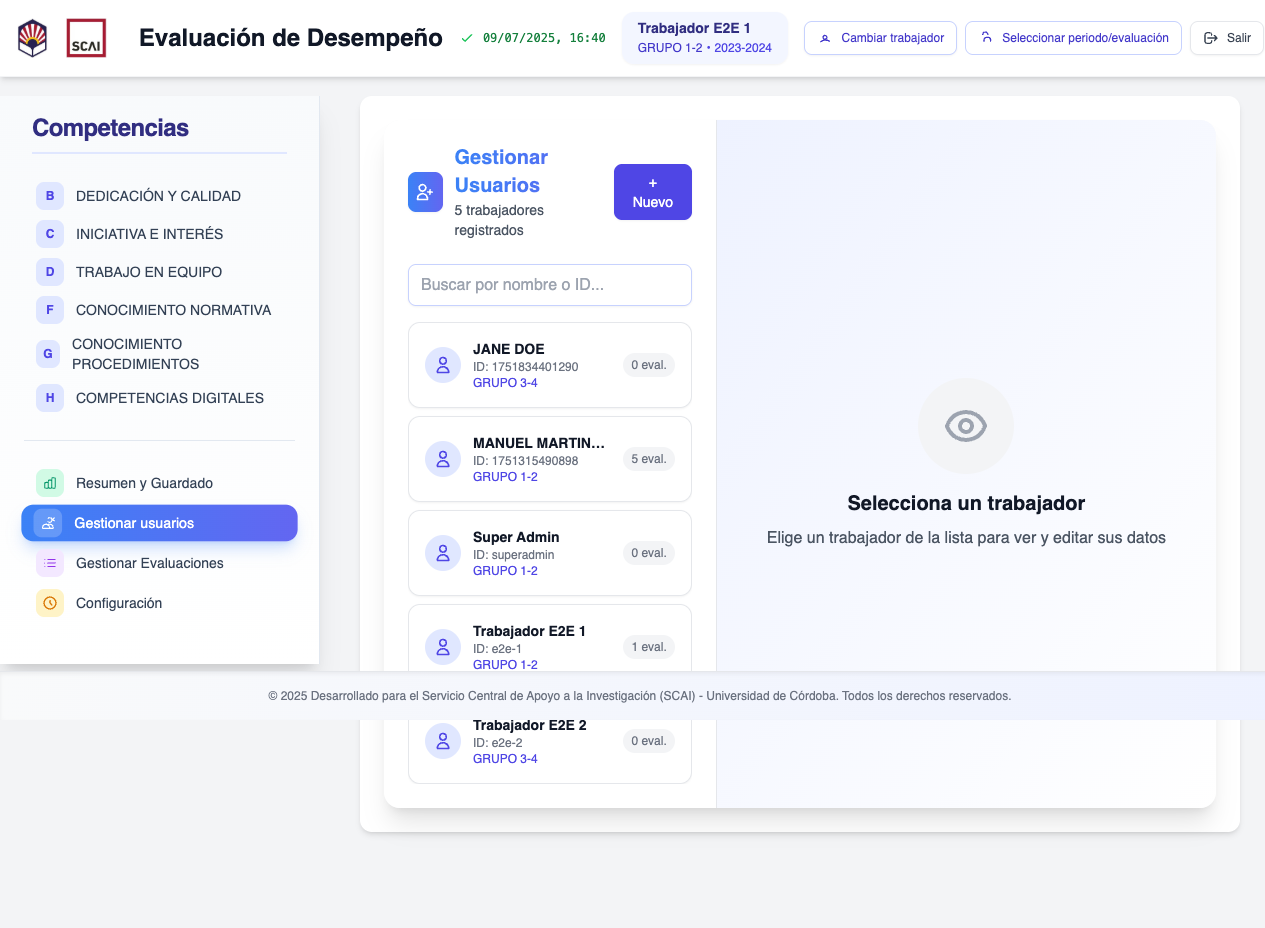 SCAI
Evaluación de Desempeño
09/07/2025, 16:40
Trabajador E2E 1
GRUPO 1-2 • 2023-2024
Cambiar trabajador
Seleccionar periodo/evaluación
Salir
Competencias
B DEDICACIÓN Y CALIDAD
C INICIATIVA E INTERÉS
D TRABAJO EN EQUIPO
F CONOCIMIENTO NORMATIVA
G CONOCIMIENTO
PROCEDIMIENTOS
H COMPETENCIAS DIGITALES
Resumen y Guardado
Gestionar usuarios
Gestionar Evaluaciones
Configuración
Gestionar
Usuarios
5 trabajadores
registrados
+
Nuevo
Buscar por nombre o ID...
JANE DOE
ID: 1751834401290
GRUPO 3-4
0 eval.
MANUEL MARTIN...
ID: 1751315490898
GRUPO 1-2
5 eval.
Super Admin
ID: superadmin
GRUPO 1-2
0 eval.
Trabajador E2E 1
ID: e2e-1
GRUPO 1-2
1 eval.
Trabajador E2E 2
ID: e2e-2
GRUPO 3-4
0 eval.
Selecciona un trabajador
Elige un trabajador de la lista para ver y editar sus datos
© 2025 Desarrollado para el Servicio Central de Apoyo a la Investigación (SCAI) - Universidad de Córdoba. Todos los derechos reservados.